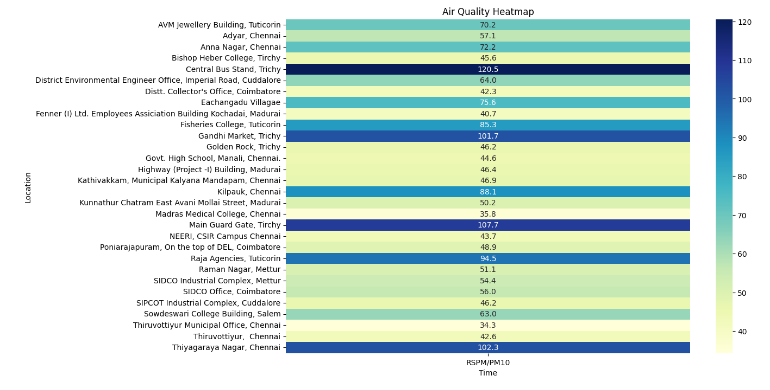 Air Quality Heatmap
AVM Jewellery Building, Tuticorin 70.2
Adyar, Chennai 57.1
Anna Nagar, Chennai 72.2
Bishop Heber College, Tirchy 45.6
Central Bus Stand, Trichy 120.5
District Environmental Engineer Office, Imperial Road, Cuddalore 64.0
Distt. Collector's Office, Coimbatore 42.3
Eachangadu Villagae 75.6
Fenner (I) Ltd. Employees Assiciation Building Kochadai, Madurai 40.7
Fisheries College, Tuticorin 85.3
Gandhi Market, Trichy 101.7
Golden Rock, Trichy 46.2
Govt. High School, Manali, Chennai. 44.6
Highway (Project -I) Building, Madurai 46.4
Kathivakkam, Municipal Kalyana Mandapam, Chennai 46.9
Kilpauk, Chennai 88.1
Kunnathur Chatram East Avani Mollai Street, Madurai 50.2
Madras Medical College, Chennai 35.8
Main Guard Gate, Tirchy 107.7
NEERI, CSIR Campus Chennai 43.7
Poniarajapuram, On the top of DEL, Coimbatore 48.9
Raja Agencies, Tuticorin 94.5
Raman Nagar, Mettur 51.1
SIDCO Industrial Complex, Mettur 54.4
SIDCO Office, Coimbatore 56.0
SIPCOT Industrial Complex, Cuddalore 46.2
Sowdeswari College Building, Salem 63.0
Thiruvottiyur Municipal Office, Chennai 34.3
Thiruvottiyur, Chennai 42.6
Thiyagaraya Nagar, Chennai 102.3
Location
RSPM/PM10
Time
120
110
100
90
80
70
60
50
40